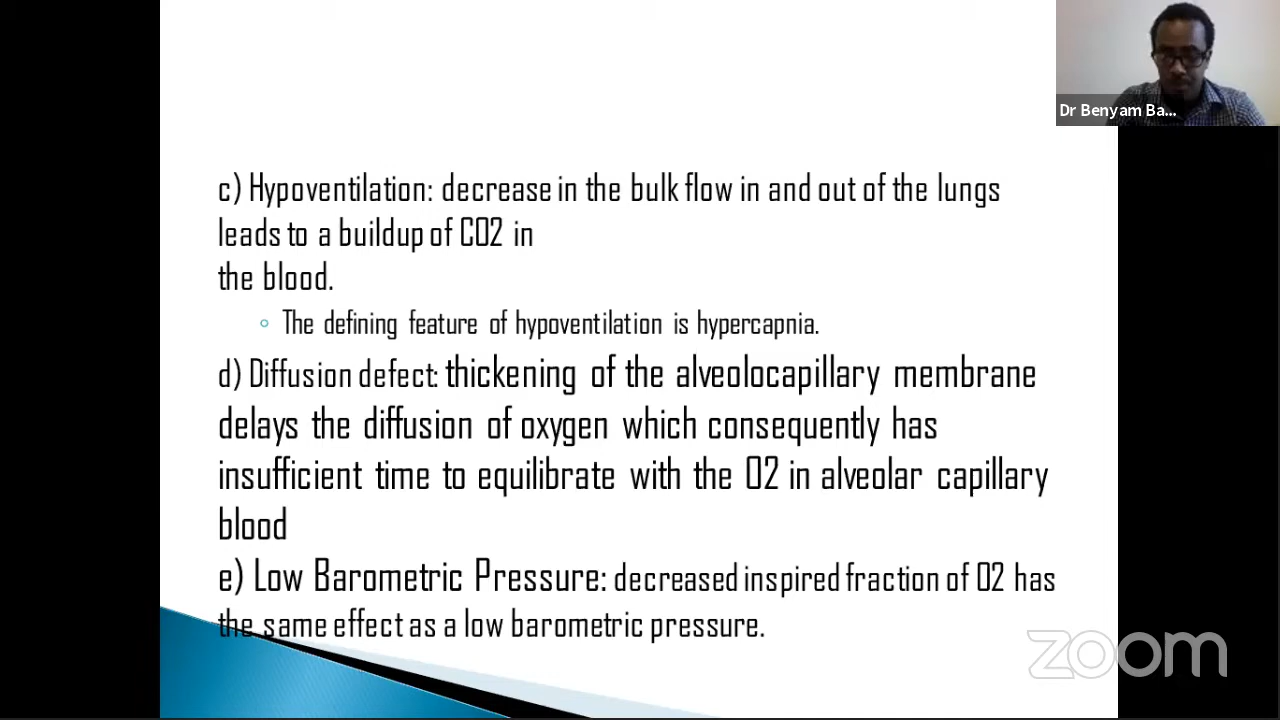 Dr Benyam Ba...
c) Hypoventilation: decrease in the bulk flow in and out of the lungs
leads to a buildup of CO2 in
the blood.
◦ The defining feature of hypoventilation is hypercapnia.
d) Diffusion defect: thickening of the alveolocapillary membrane
delays the diffusion of oxygen which consequently has
insufficient time to equilibrate with the O2 in alveolar capillary
blood
e) Low Barometric Pressure: decreased inspired fraction of O2 has
the same effect as a low barometric pressure.
zoom